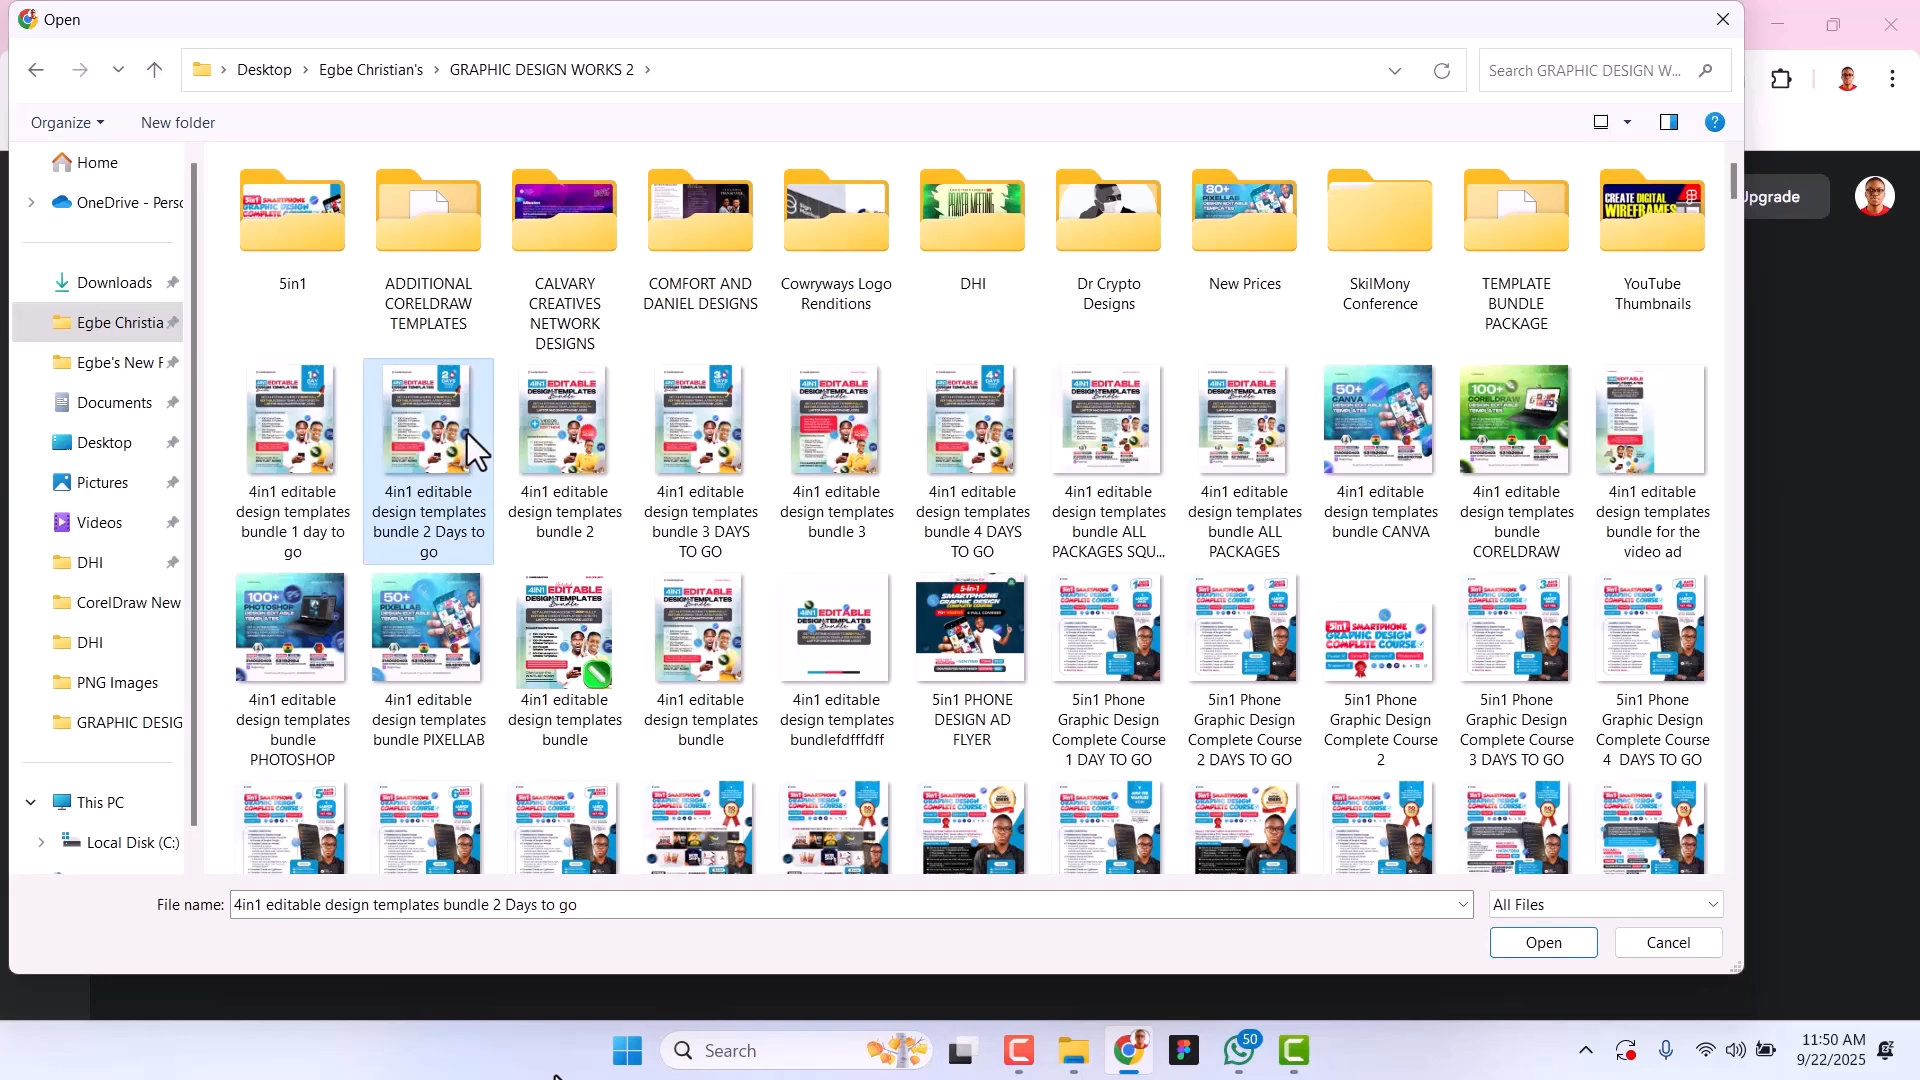 Open
Desktop
Egbe Christian's
GRAPHIC DESIGN WORKS 2
Search GRAPHIC DESIGN W...
Organize
New folder
Upgrade
Home
OneDrive - Perso
Downloads
Egbe Christia
Egbe's New F
Documents
Desktop
Pictures
Videos
DHI
CorelDraw New
DHI
PNG Images
GRAPHIC DESIG
This PC
Local Disk (C:)
5in1
ADDITIONAL
CORELDRAW
TEMPLATES
CALVARY
CREATIVES
NETWORK
DESIGNS
COMFORT AND
DANIEL DESIGNS
Cowryways Logo
Renditions
DHI
Dr Crypto
Designs
New Prices
SkilMony
Conference
TEMPLATE
BUNDLE
PACKAGE
YouTube
Thumbnails
4in1 editable
design templates
bundle 1 day to
go
4in1 editable
design templates
bundle 2 Days to
go
4in1 editable
design templates
bundle 2
4in1 editable
design templates
bundle 3 DAYS
TO GO
4in1 editable
design templates
bundle 3
4in1 editable
design templates
bundle 4 DAYS
TO GO
4in1 editable
design templates
bundle ALL
PACKAGES SQU...
4in1 editable
design templates
bundle ALL
PACKAGES
4in1 editable
design templates
bundle CANVA
4in1 editable
design templates
bundle
CORELDRAW
4in1 editable
design templates
bundle for the
video ad
4in1 editable
design templates
bundle
PHOTOSHOP
4in1 editable
design templates
bundle PIXELLAB
4in1 editable
design templates
bundle
4in1 editable
design templates
bundle
4in1 editable
design templates
bundlefdfffdff
5in1 PHONE
DESIGN AD
FLYER
5in1 Phone
Graphic Design
Complete Course
1 DAY TO GO
5in1 Phone
Graphic Design
Complete Course
2 DAYS TO GO
5in1 Phone
Graphic Design
Complete Course
2
5in1 Phone
Graphic Design
Complete Course
3 DAYS TO GO
5in1 Phone
Graphic Design
Complete Course
4 DAYS TO GO
File name:
4in1 editable design templates bundle 2 Days to go
All Files
Open
Cancel
Search
50
11:50 AM
9/22/2025